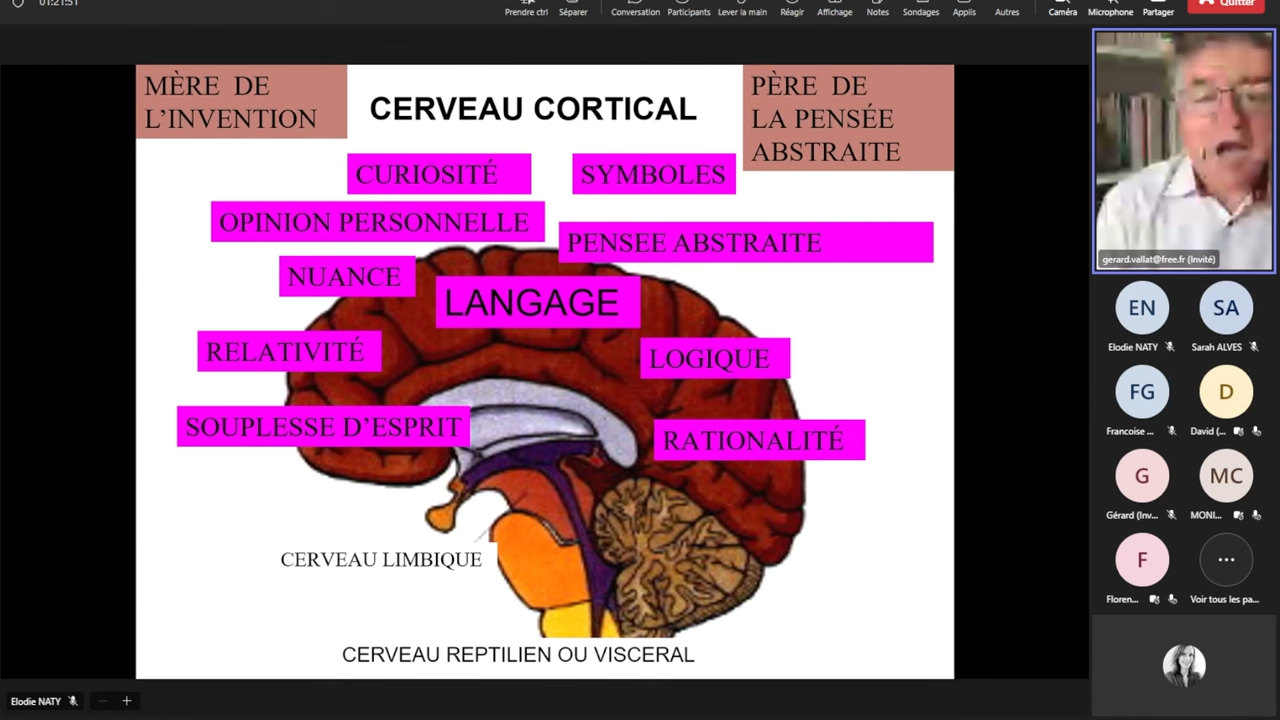 01:21:51
Prendre ctrl
Séparer
Conversation
Participants
Lever la main
Réagir
Affichage
Notes
Sondages
Applis
Autres
Caméra
Microphone
Partager
Quitter
MÈRE DE
L'INVENTION
CERVEAU CORTICAL
PÈRE DE
LA PENSÉE
ABSTRAITE
CURIOSITÉ
SYMBOLES
OPINION PERSONNELLE
PENSEE ABSTRAITE
NUANCE
LANGAGE
RELATIVITÉ
LOGIQUE
SOUPLESSE D'ESPRIT
RATIONALITÉ
CERVEAU LIMBIQUE
CERVEAU REPTILIEN OU VISCERAL
gerard.vallat@free.fr (Invité)
EN
SA
Elodie NATY
Sarah ALVES
FG
D
Francoise ...
David (...
G
MC
Gérard (Inv...
MONI...
F
...
Floren...
Voir tous les pa...
Elodie NATY